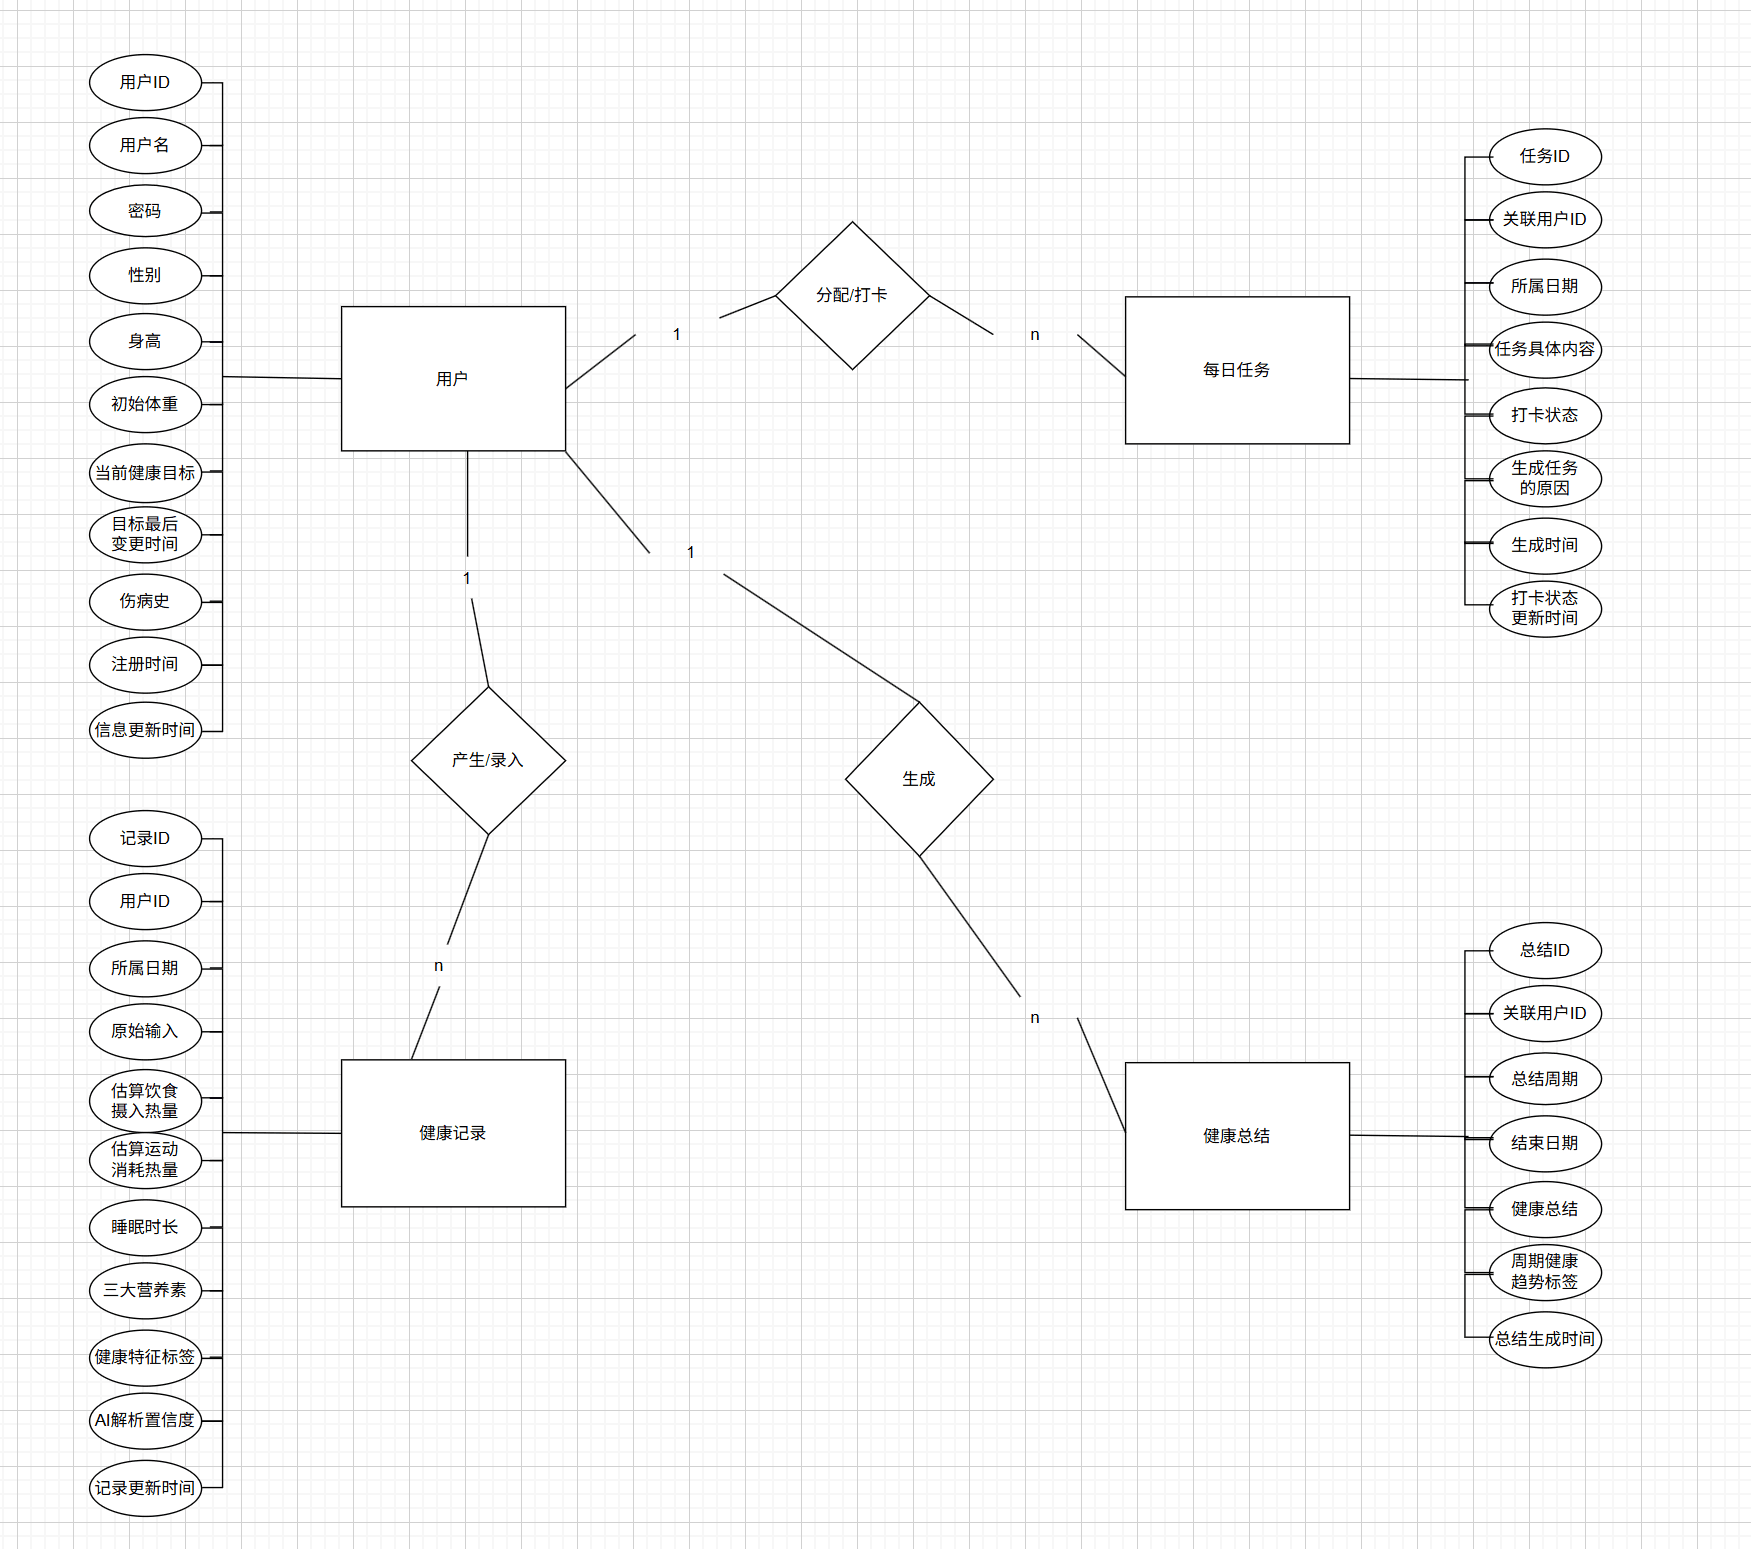 用户ID
用户名
密码
性别
身高
初始体重
当前健康目标
目标最后
变更时间
伤病史
注册时间
信息更新时间
用户
1
分配/打卡
n
每日任务
任务ID
关联用户ID
所属日期
任务具体内容
打卡状态
生成任务
的原因
生成时间
打卡状态
更新时间
1
产生/录入
n
1
生成
n
记录ID
用户ID
所属日期
原始输入
估算饮食
摄入热量
估算运动
消耗热量
睡眠时长
三大营养素
健康特征标签
AI解析置信度
记录更新时间
健康记录
健康总结
总结ID
关联用户ID
总结周期
结束日期
健康总结
周期健康
趋势标签
总结生成时间